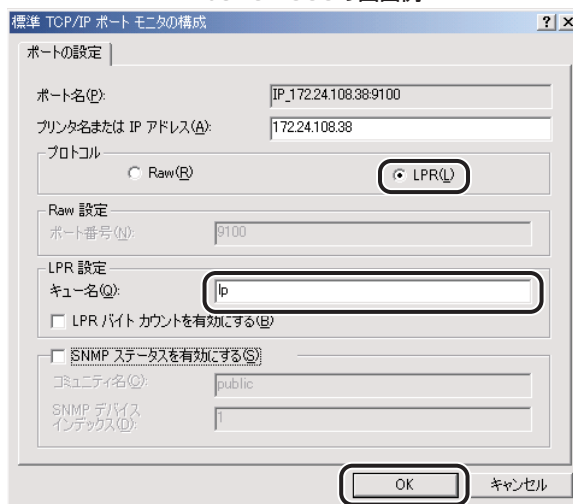 標準 TCP/IP ポート モニタの構成
ポートの設定
ポート名(P): IP_172.24.108.38:9100
プリンタ名または IP アドレス(A): 172.24.108.38
プロトコル
Raw(R) LPR(L)
Raw 設定
ポート番号(N): 9100
LPR 設定
キュー名(Q): lp
LPR バイト カウントを有効にする(B)
SNMP ステータスを有効にする(S)
コミュニティ名(C): public
SNMP デバイス
インデックス(D): 1
OK キャンセル